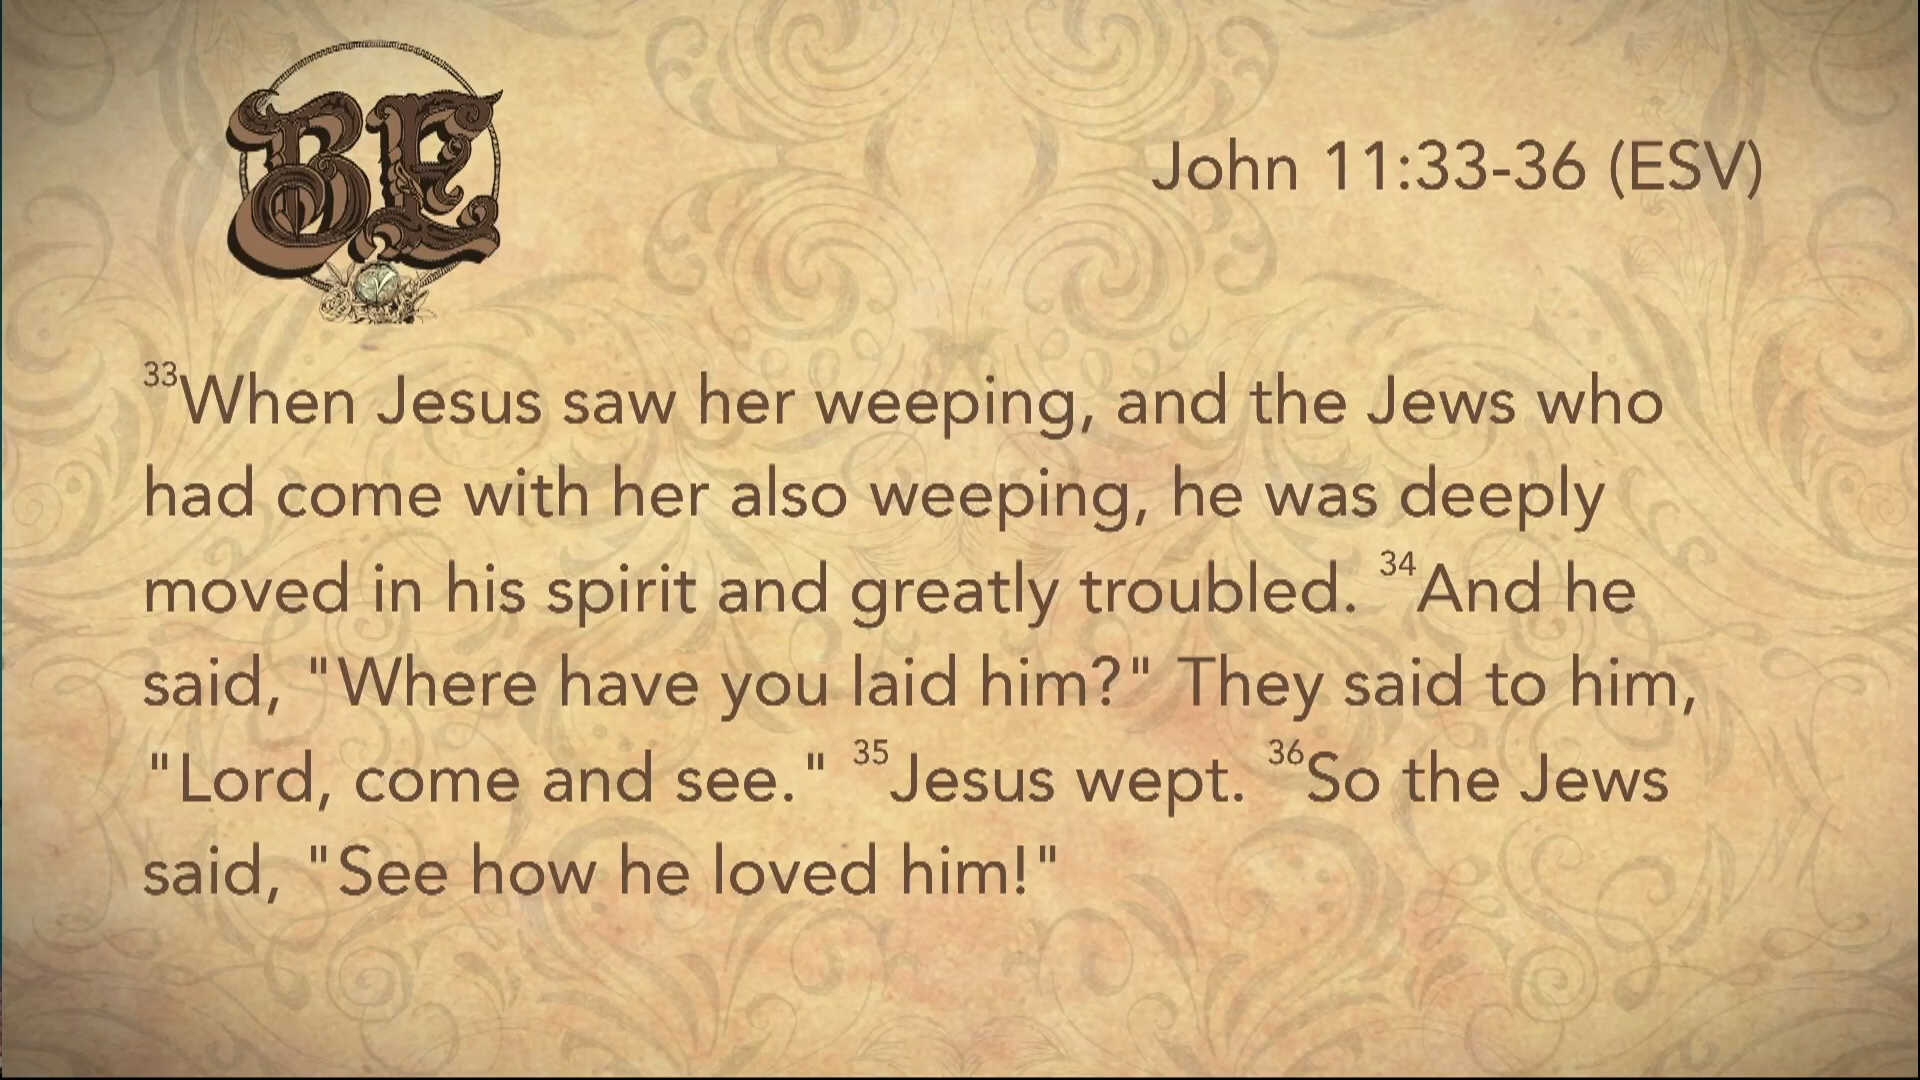 BE
John 11:33-36 (ESV)
33When Jesus saw her weeping, and the Jews who
had come with her also weeping, he was deeply
moved in his spirit and greatly troubled. 34And he
said, "Where have you laid him?" They said to him,
"Lord, come and see." 35Jesus wept. 36So the Jews
said, "See how he loved him!"